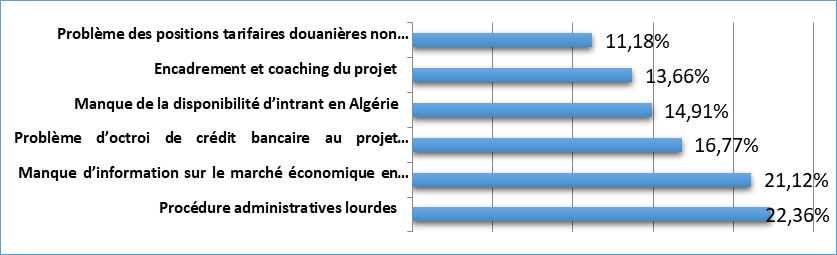 Problème des positions tarifaires douanières non... 11,18%
Encadrement et coaching du projet 13,66%
Manque de la disponibilité d’intrant en Algérie 14,91%
Problème d’octroi de crédit bancaire au projet... 16,77%
Manque d’information sur le marché économique en... 21,12%
Procédure administratives lourdes 22,36%